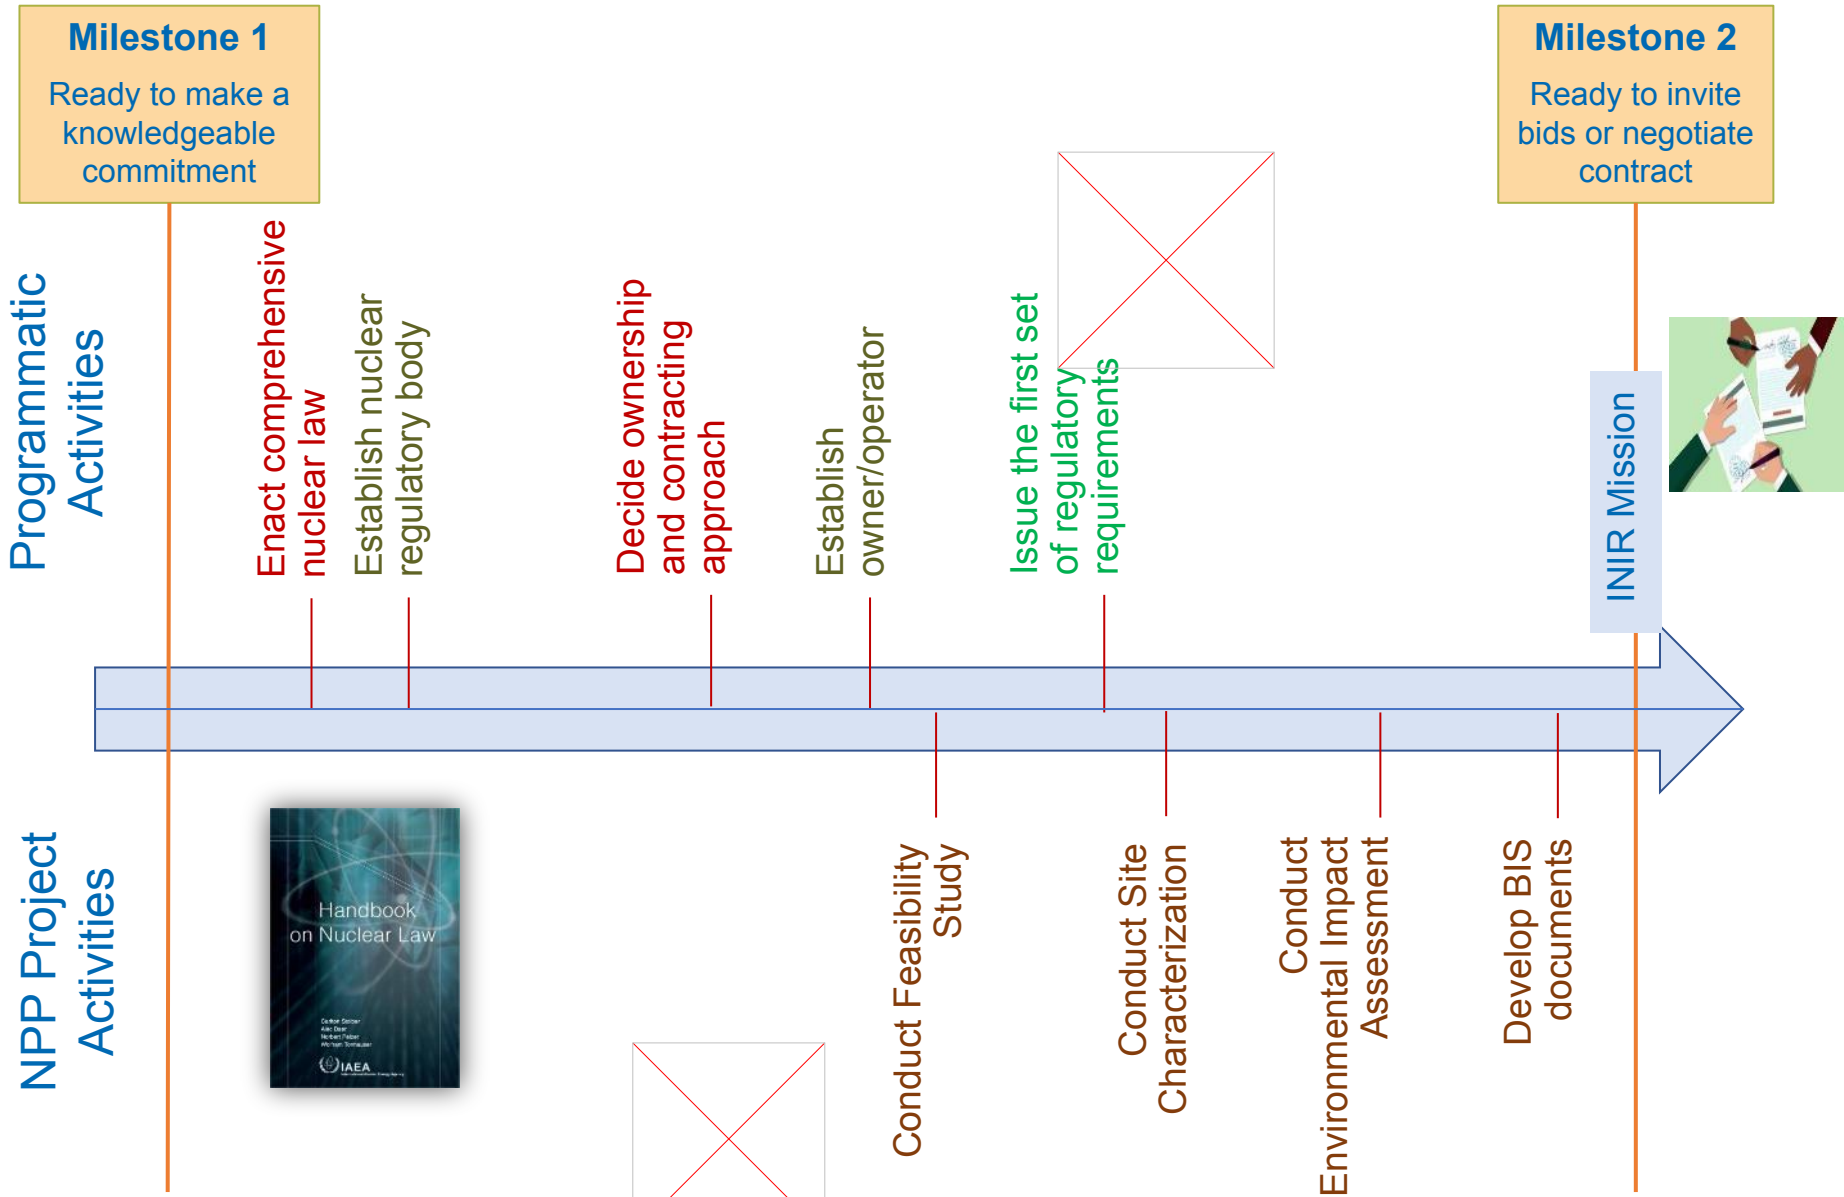 Milestone 1
Ready to make a
knowledgeable
commitment
Milestone 2
Ready to invite
bids or negotiate
contract
Programmatic
Activities
Enact comprehensive
nuclear law
Establish nuclear
regulatory body
Decide ownership
and contracting
approach
Establish
owner/operator
Issue the first set
of regulatory
requirements
INIR Mission
NPP Project
Activities
Handbook
on Nuclear Law
IAEA
Conduct Feasibility
Study
Conduct Site
Characterization
Conduct
Environmental Impact
Assessment
Develop BIS
documents